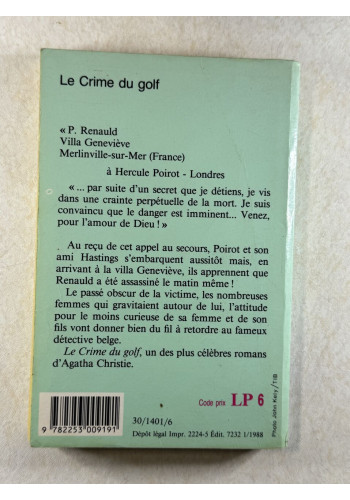 Le Crime du golf
« P. Renauld
Villa Geneviève
Merlinville-sur-Mer (France)
à Hercule Poirot - Londres
« ... par suite d'un secret que je détiens, je vis
dans une crainte perpétuelle de la mort. Je suis
convaincu que le danger est imminent... Venez,
pour l'amour de Dieu ! »
Au reçu de cet appel au secours, Poirot et son
ami Hastings s'embarquent aussitôt mais, en
arrivant à la villa Geneviève, ils apprennent que
Renauld a été assassiné le matin même !
Le passé obscur de la victime, les nombreuses
femmes qui gravitaient autour de lui, l'attitude
pour le moins curieuse de sa femme et de son
fils vont donner bien du fil à retordre au fameux
détective belge.
Le Crime du golf, un des plus célèbres romans
d'Agatha Christie.
Code prix LP 6
Photo John Kelly/TIB
9 782253 009191
30/1401/6
Dépôt légal Impr. 2224-5 Édit. 7232 1/1988